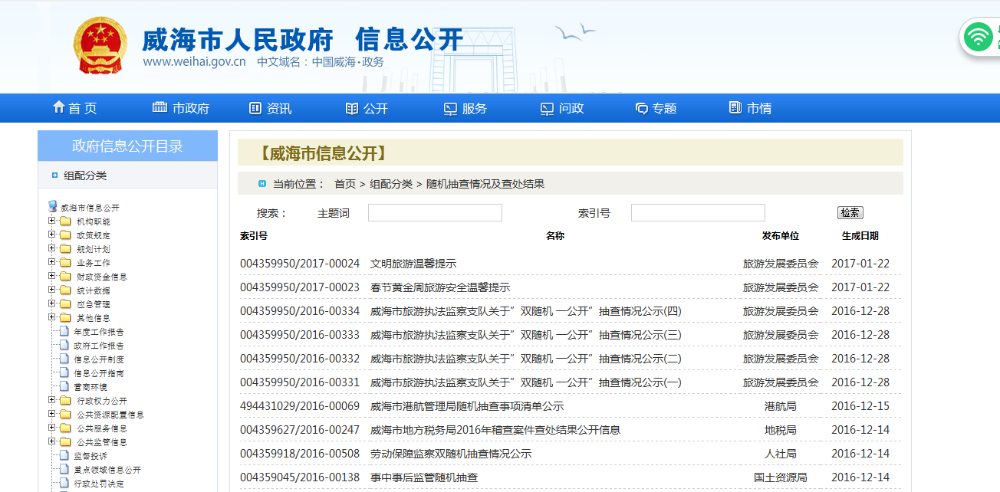 威海市人民政府 信息公开
www.weihai.gov.cn 中文域名：中国威海·政务
首 页 市政府 资讯 公开 服务 问政 专题 市情
政府信息公开目录
组配分类
威海市信息公开
机构职能
政策规定
规划计划
业务工作
财政资金信息
统计数据
应急管理
其他信息
年度工作报告
政府工作报告
信息公开制度
信息公开指南
营商环境
行政权力公开
公共资源配置信息
公共服务信息
公共监管信息
监督投诉
重点领域信息公开
行政处罚决定
【威海市信息公开】
当前位置： 首页 > 组配分类 > 随机抽查情况及查处结果
搜索： 主题词 索引号 检索
索引号 名称 发布单位 生成日期
004359950/2017-00024 文明旅游温馨提示 旅游发展委员会 2017-01-22
004359950/2017-00023 春节黄金周旅游安全温馨提示 旅游发展委员会 2017-01-22
004359950/2016-00334 威海市旅游执法监察支队关于”双随机 一公开”抽查情况公示(四) 旅游发展委员会 2016-12-28
004359950/2016-00333 威海市旅游执法监察支队关于”双随机 一公开”抽查情况公示(三) 旅游发展委员会 2016-12-28
004359950/2016-00332 威海市旅游执法监察支队关于”双随机 一公开”抽查情况公示(二) 旅游发展委员会 2016-12-28
004359950/2016-00331 威海市旅游执法监察支队关于”双随机 一公开”抽查情况公示(一) 旅游发展委员会 2016-12-28
494431029/2016-00069 威海市港航管理局随机抽查事项清单公示 港航局 2016-12-15
004359627/2016-00247 威海市地方税务局2016年稽查案件查处结果公开信息 地税局 2016-12-14
004359918/2016-00508 劳动保障监察双随机抽查情况公示 人社局 2016-12-14
004359045/2016-00138 事中事后监管随机抽查 国土资源局 2016-12-14